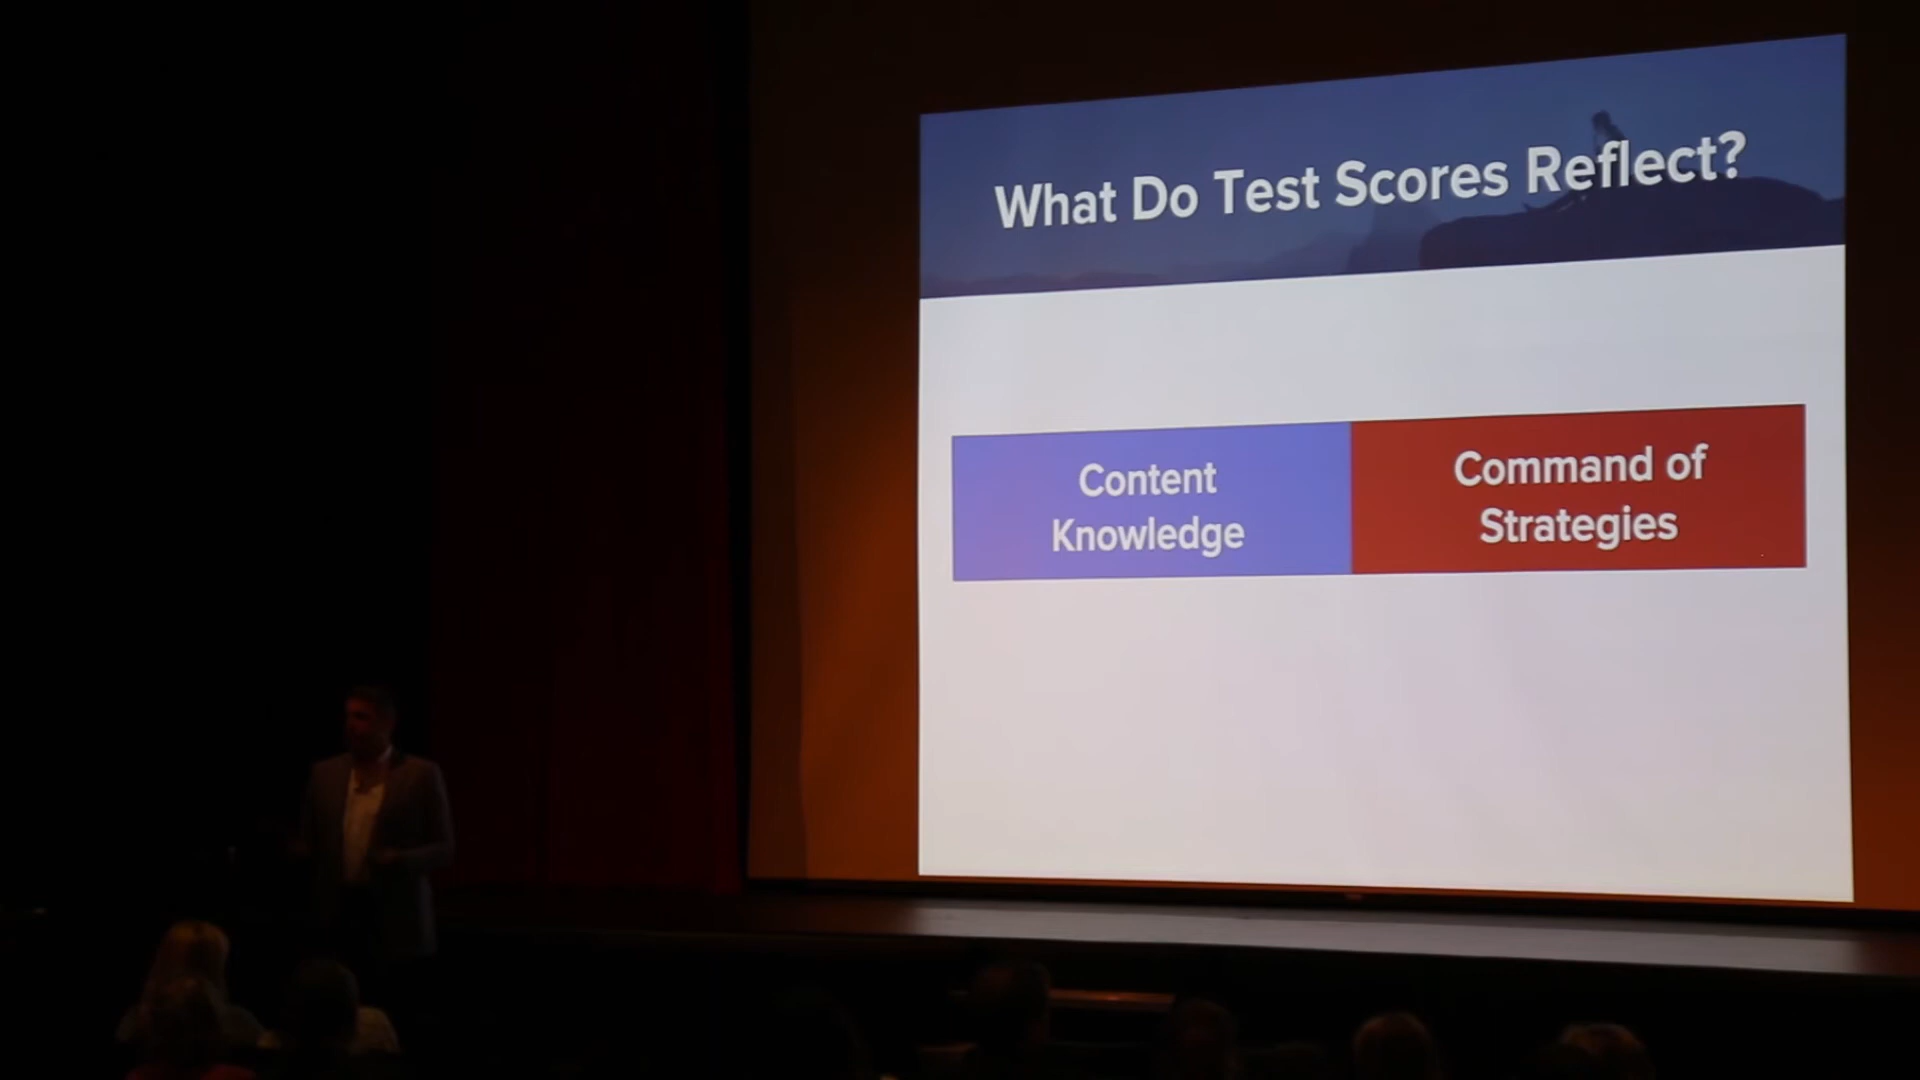 What Do Test Scores Reflect?
Content
Knowledge
Command of
Strategies